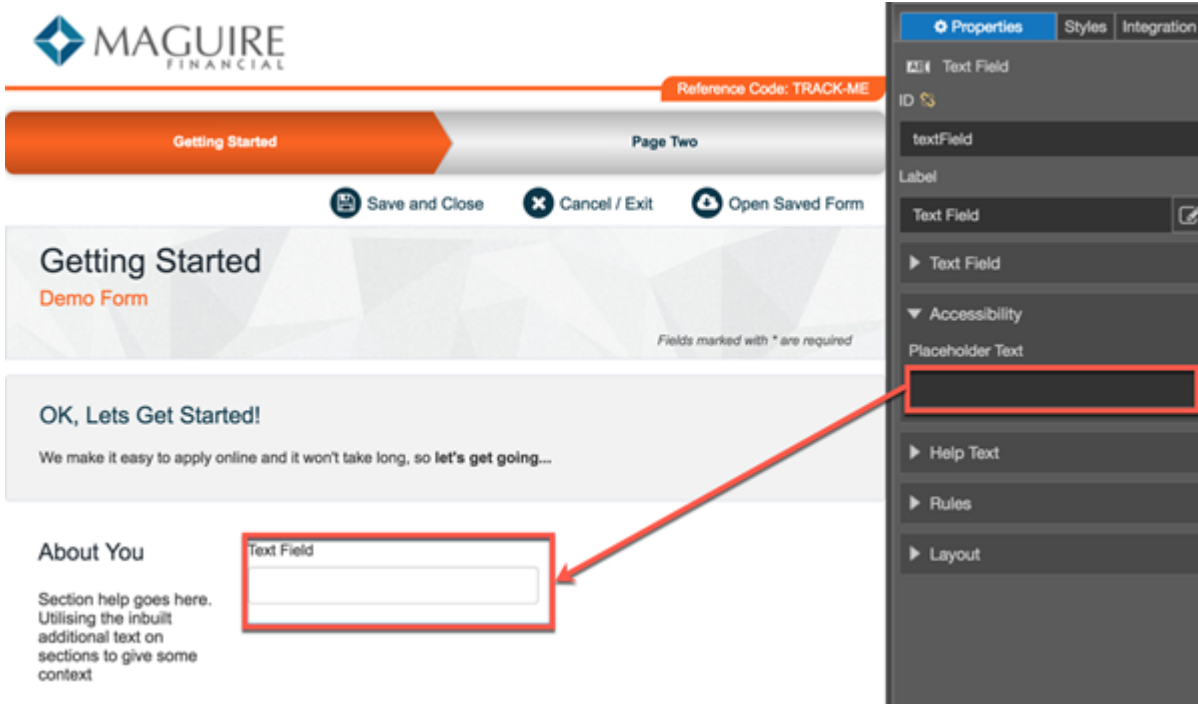 MAGUIRE
FINANCIAL
Reference Code: TRACK-ME
Getting Started
Page Two
Save and Close
Cancel / Exit
Open Saved Form
Getting Started
Demo Form
Fields marked with * are required
OK, Lets Get Started!
We make it easy to apply online and it won't take long, so let's get going...
About You
Section help goes here.
Utilising the inbuilt
additional text on
sections to give some
context
Text Field
Properties
Styles
Integration
Text Field
ID
textField
Label
Text Field
Text Field
Accessibility
Placeholder Text
Help Text
Rules
Layout